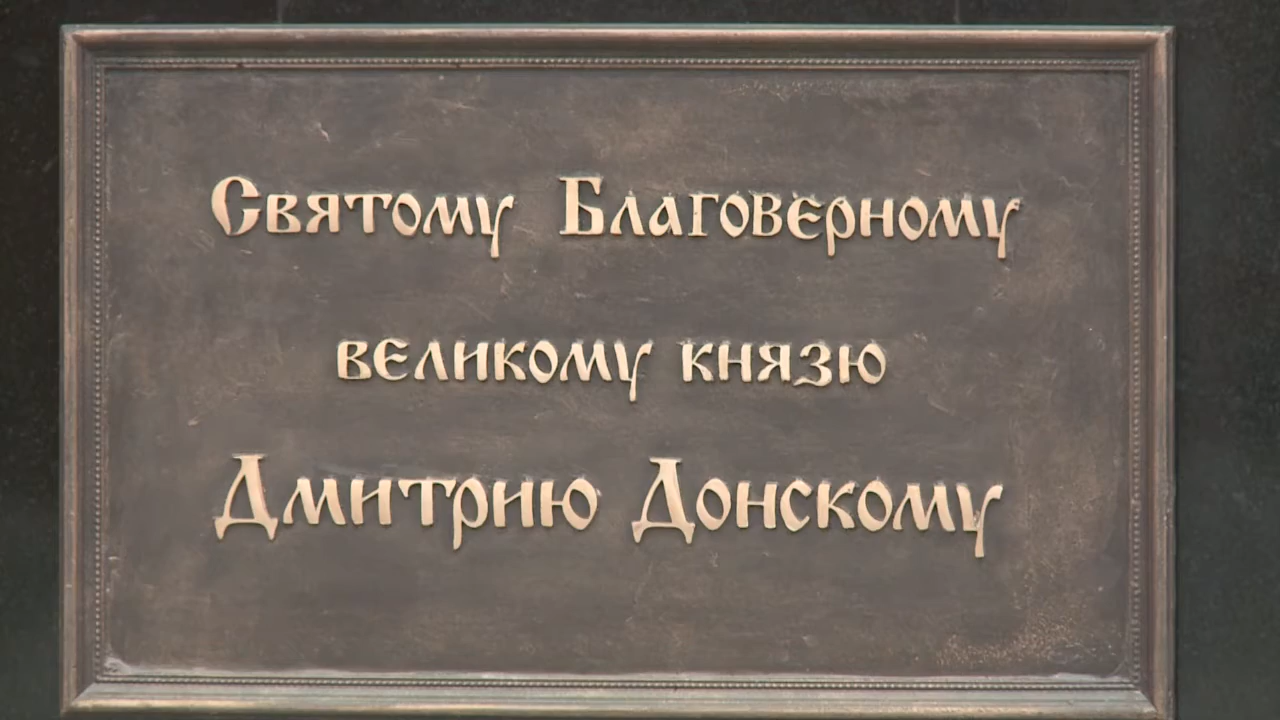 Святому Благоверному
великому князю
Дмитрию Донскому